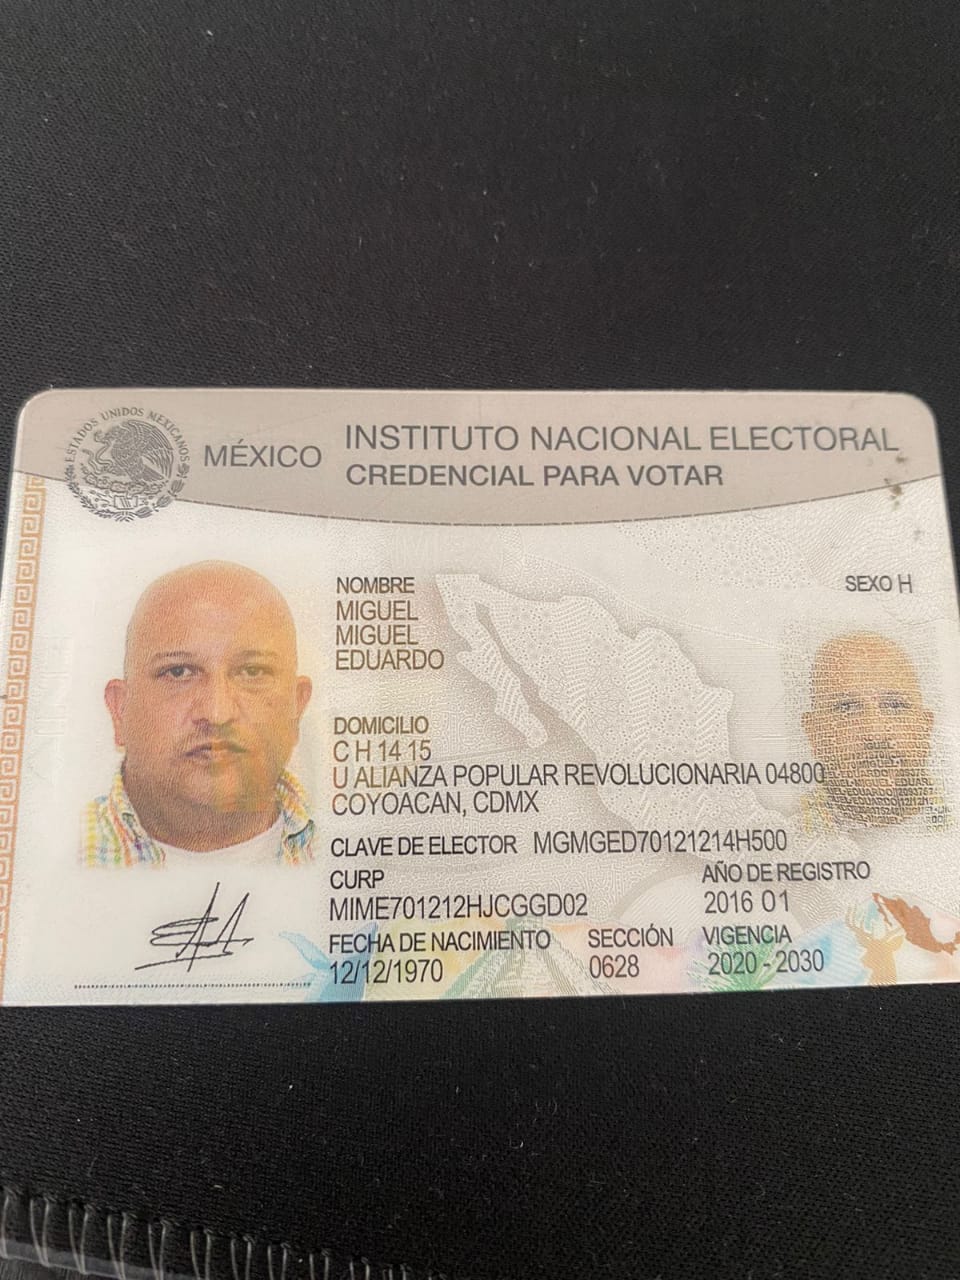 ESTADOS UNIDOS MEXICANOS
MÉXICO
INSTITUTO NACIONAL ELECTORAL
CREDENCIAL PARA VOTAR
NOMBRE
MIGUEL
MIGUEL
EDUARDO
SEXO H
DOMICILIO
C H 14 15
U ALIANZA POPULAR REVOLUCIONARIA 04800
COYOACAN, CDMX
CLAVE DE ELECTOR MGMGED70121214H500
CURP
MIME701212HJCGGD02
AÑO DE REGISTRO
2016 01
FECHA DE NACIMIENTO
12/12/1970
SECCIÓN
0628
VIGENCIA
2020 - 2030